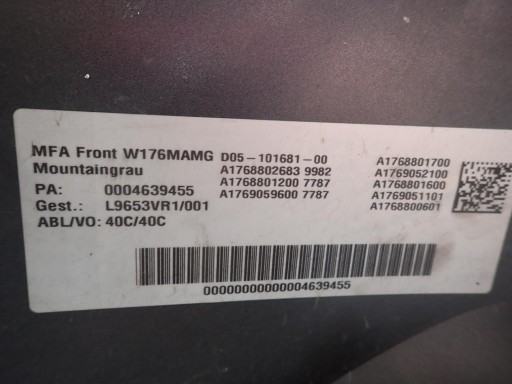 MFA Front W176MAMG D05-101681-00
Mountaingrau
PA: 0004639455
Gest.: L9653VR1/001
ABL/VO: 40C/40C
A1768802683 9982
A1768801200 7787
A1769059600 7787
A1768801700
A1769052100
A1768801600
A1769051101
A1768800601
00000000000004639455